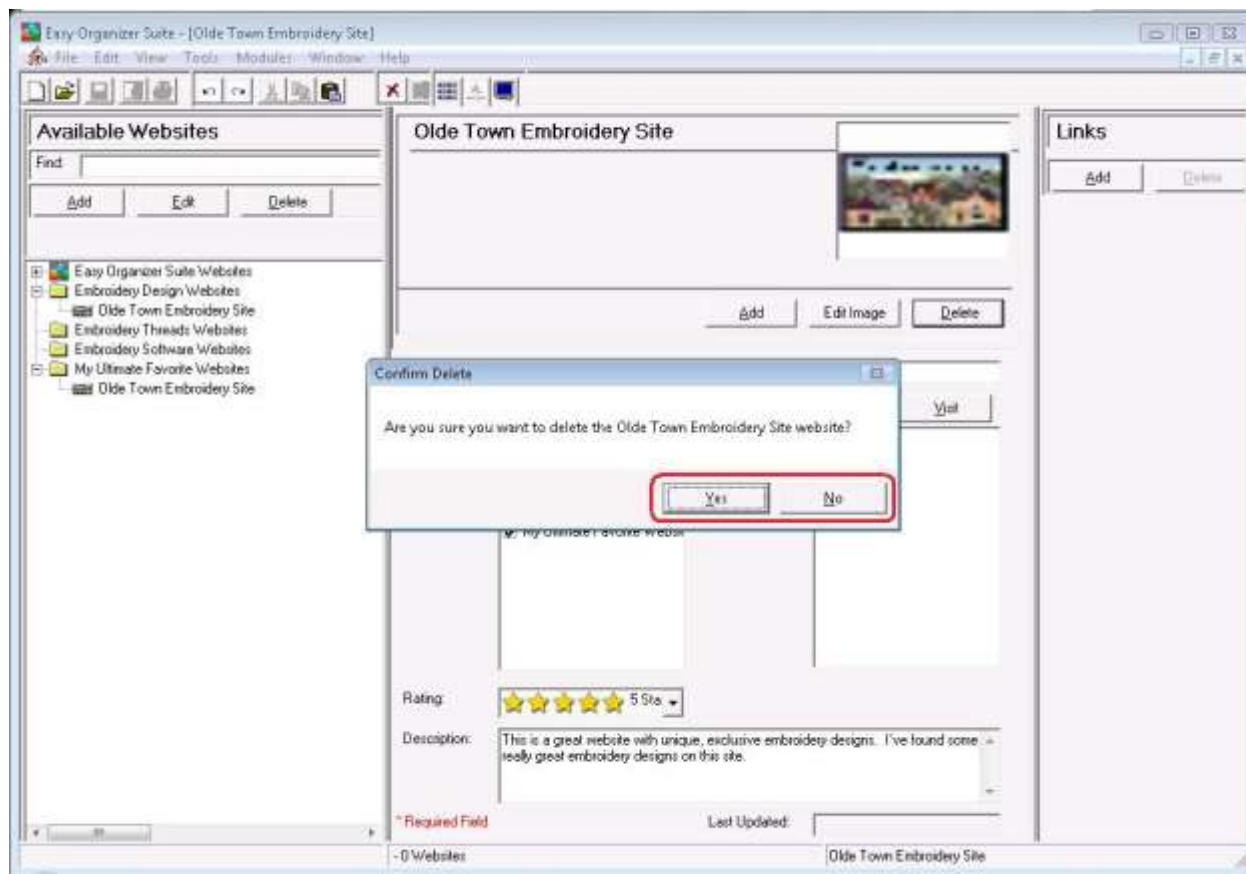 Easy Organizer Suite - [Olde Town Embroidery Site]
File Edit View Tools Modules Window Help
Available Websites
Find:
Add Edit Delete
Easy Organizer Suite Websites
Embroidery Design Websites
Olde Town Embroidery Site
Embroidery Threads Websites
Embroidery Software Websites
My Ultimate Favorite Websites
Olde Town Embroidery Site
Olde Town Embroidery Site
Add Edit Image Delete
Visit
Links
Add Delete
Confirm Delete
Are you sure you want to delete the Olde Town Embroidery Site website?
Yes No
My Ultimate Favorite Websit
Rating: 5 Sta
Description: This is a great website with unique, exclusive embroidery designs. I've found some
really great embroidery designs on this site.
* Required Field Last Updated:
- 0 Websites Olde Town Embroidery Site